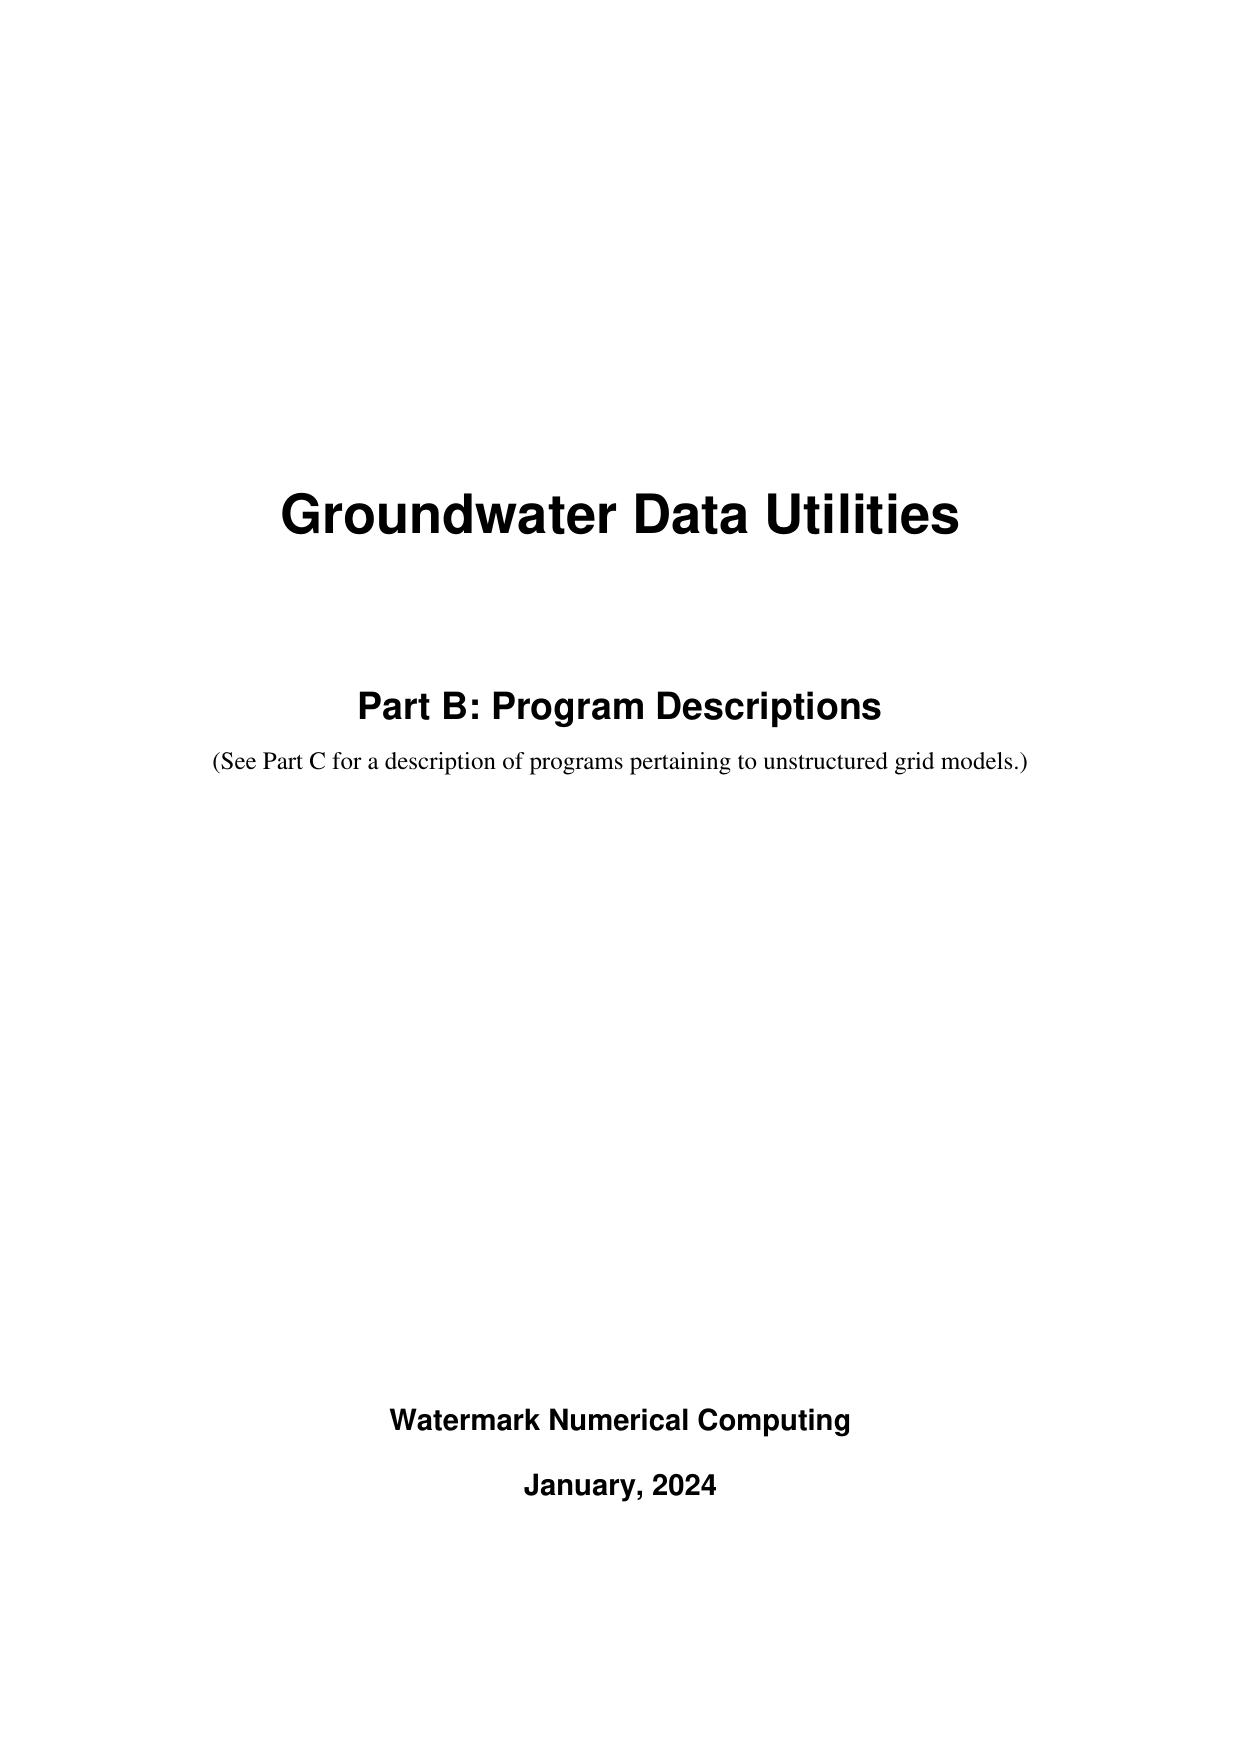 Groundwater Data Utilities
Part B: Program Descriptions
(See Part C for a description of programs pertaining to unstructured grid models.)
Watermark Numerical Computing
January, 2024